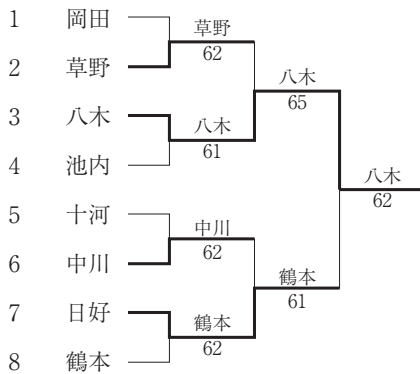 1 岡田
2 草野
3 八木
4 池内
5 十河
6 中川
7 日好
8 鶴本
草野
62
八木
61
中川
62
鶴本
62
八木
65
鶴本
61
八木
62